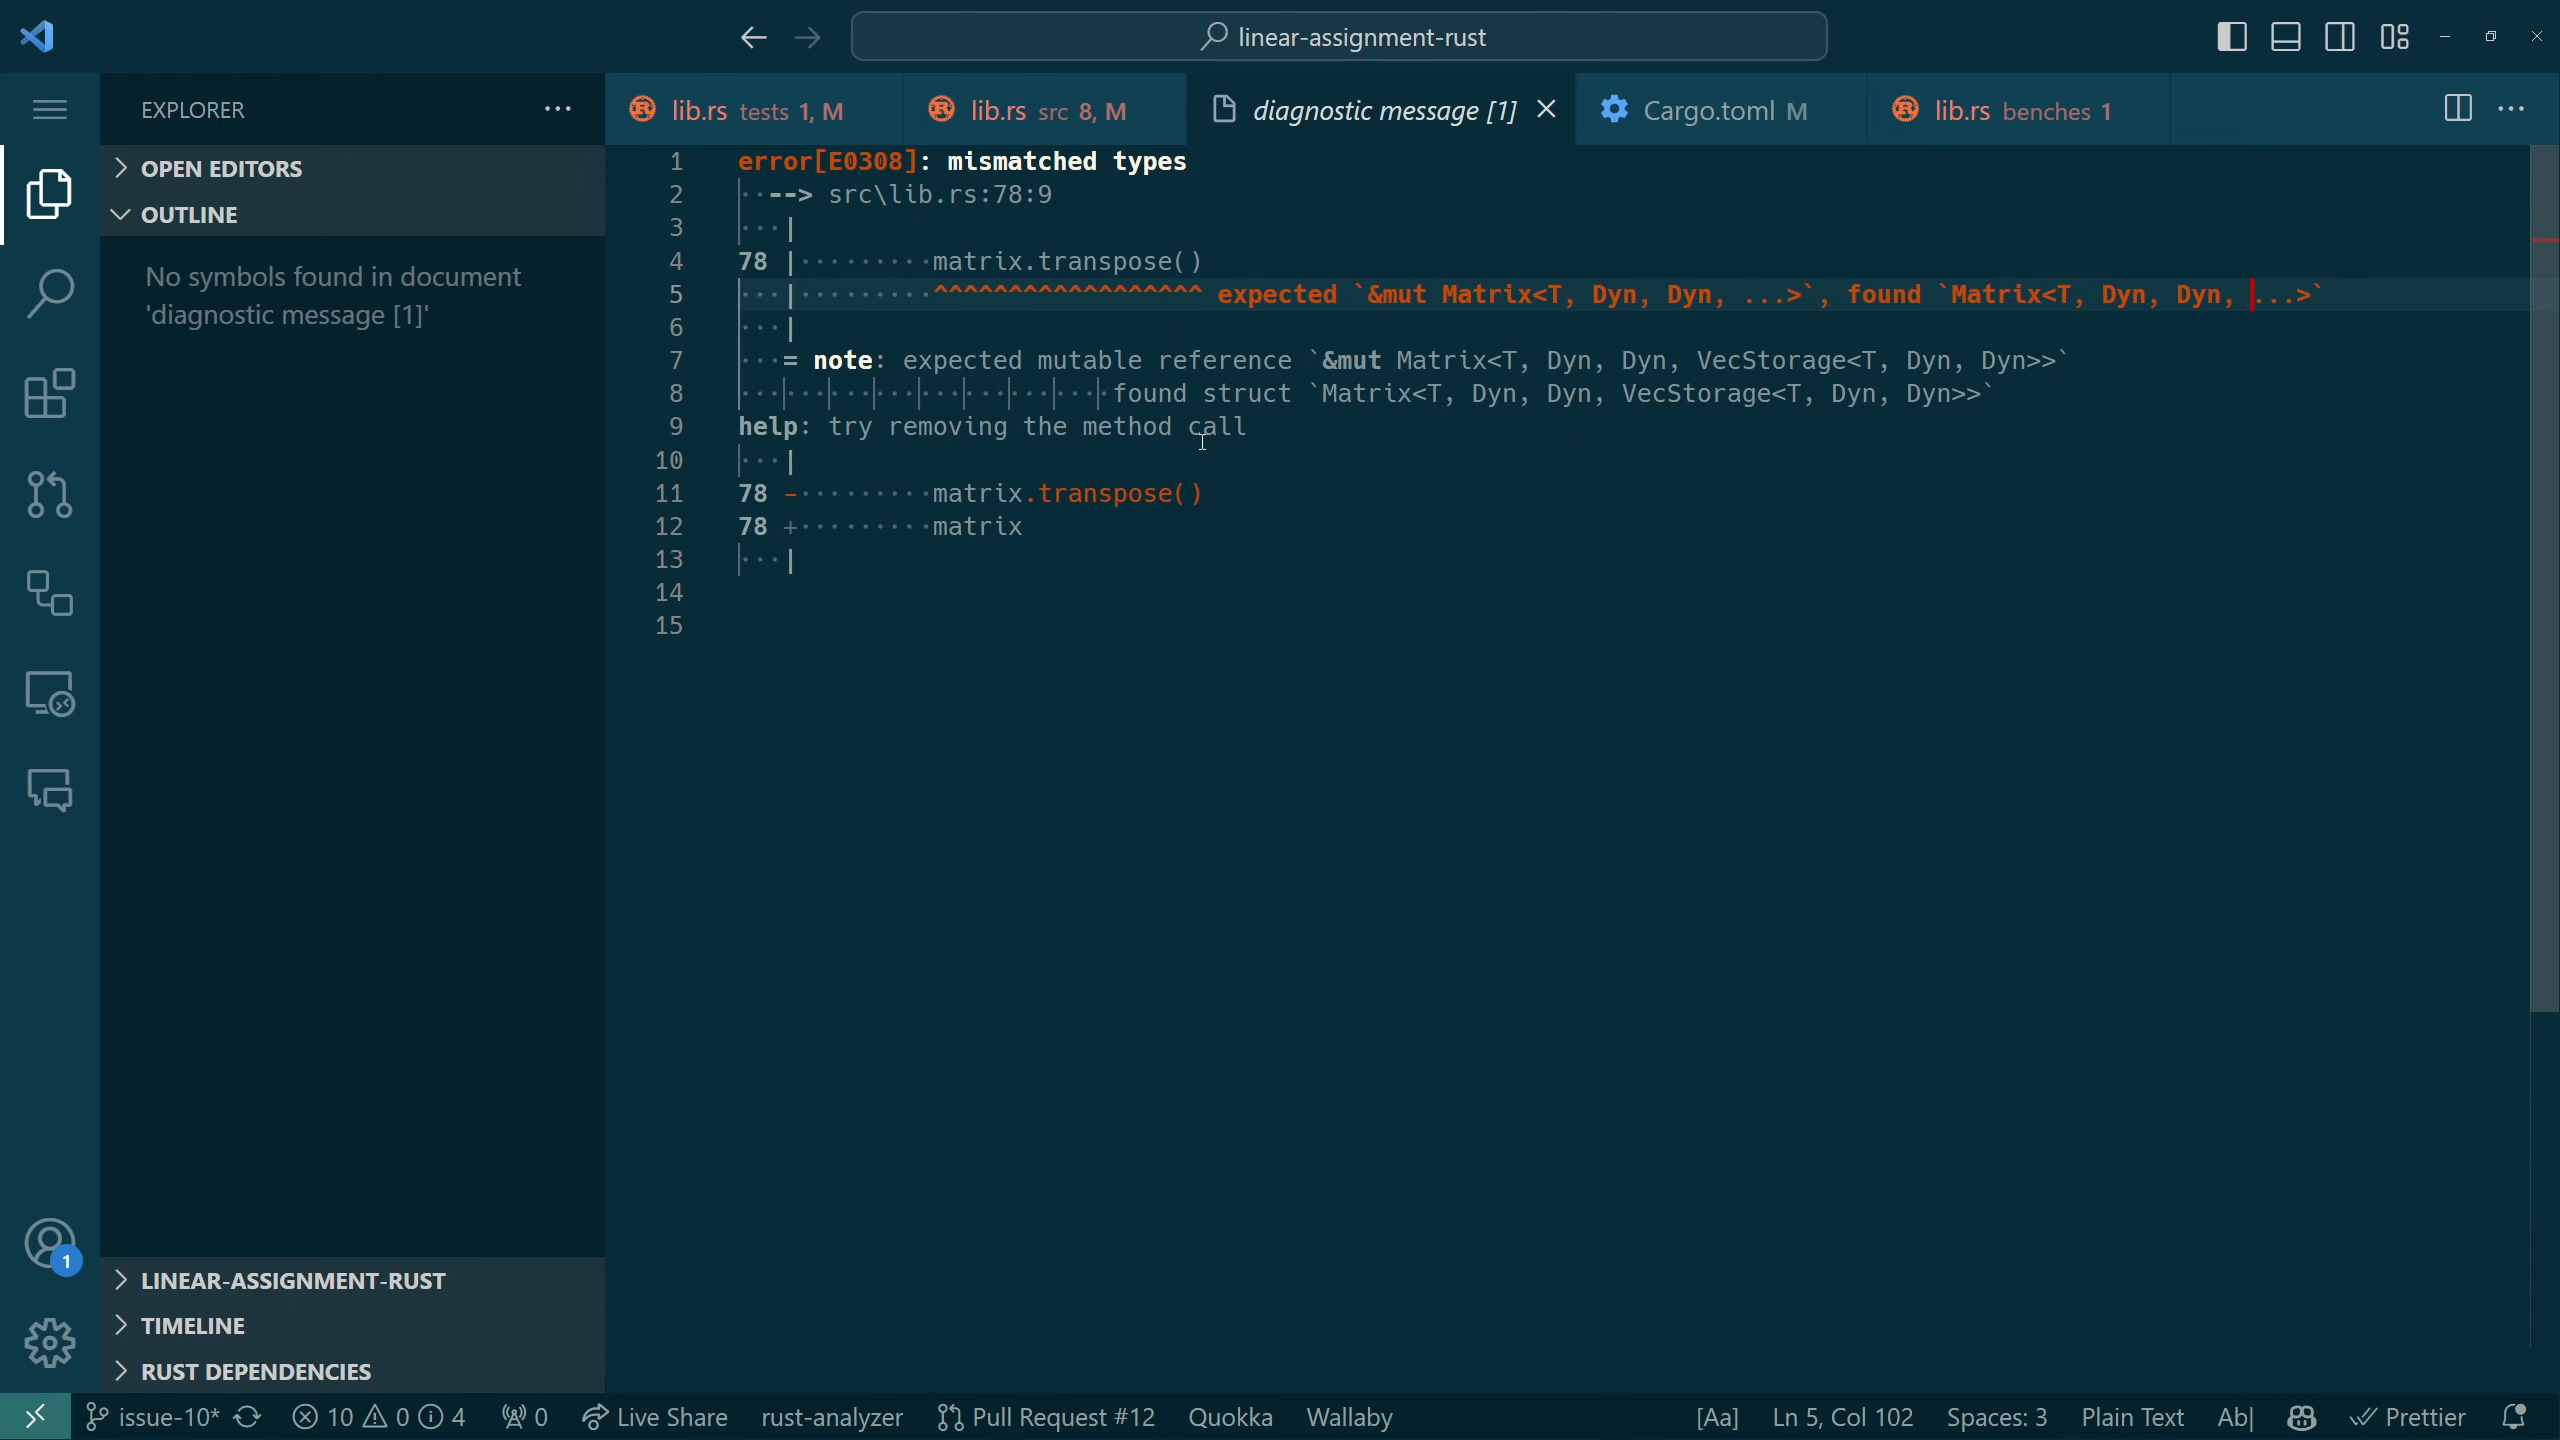 linear-assignment-rust
EXPLORER
OPEN EDITORS
OUTLINE
No symbols found in document
'diagnostic message [1]'
LINEAR-ASSIGNMENT-RUST
TIMELINE
RUST DEPENDENCIES
1
lib.rs tests 1, M
lib.rs src 8, M
diagnostic message [1]
Cargo.toml M
lib.rs benches 1
1 error[E0308]: mismatched types
2 --> src\lib.rs:78:9
3 |
4 78 | matrix.transpose()
5 | ^^^^^^^^^^^^^^^^^^ expected `&mut Matrix<T, Dyn, Dyn, ...>`, found `Matrix<T, Dyn, Dyn, ...>`
6 |
7 = note: expected mutable reference `&mut Matrix<T, Dyn, Dyn, VecStorage<T, Dyn, Dyn>>`
8 found struct `Matrix<T, Dyn, Dyn, VecStorage<T, Dyn, Dyn>>`
9 help: try removing the method call
10 |
11 78 - matrix.transpose()
12 78 + matrix
13 |
14
15
issue-10* 10 0 4 0 Live Share rust-analyzer Pull Request #12 Quokka Wallaby [Aa] Ln 5, Col 102 Spaces: 3 Plain Text Ab| Prettier